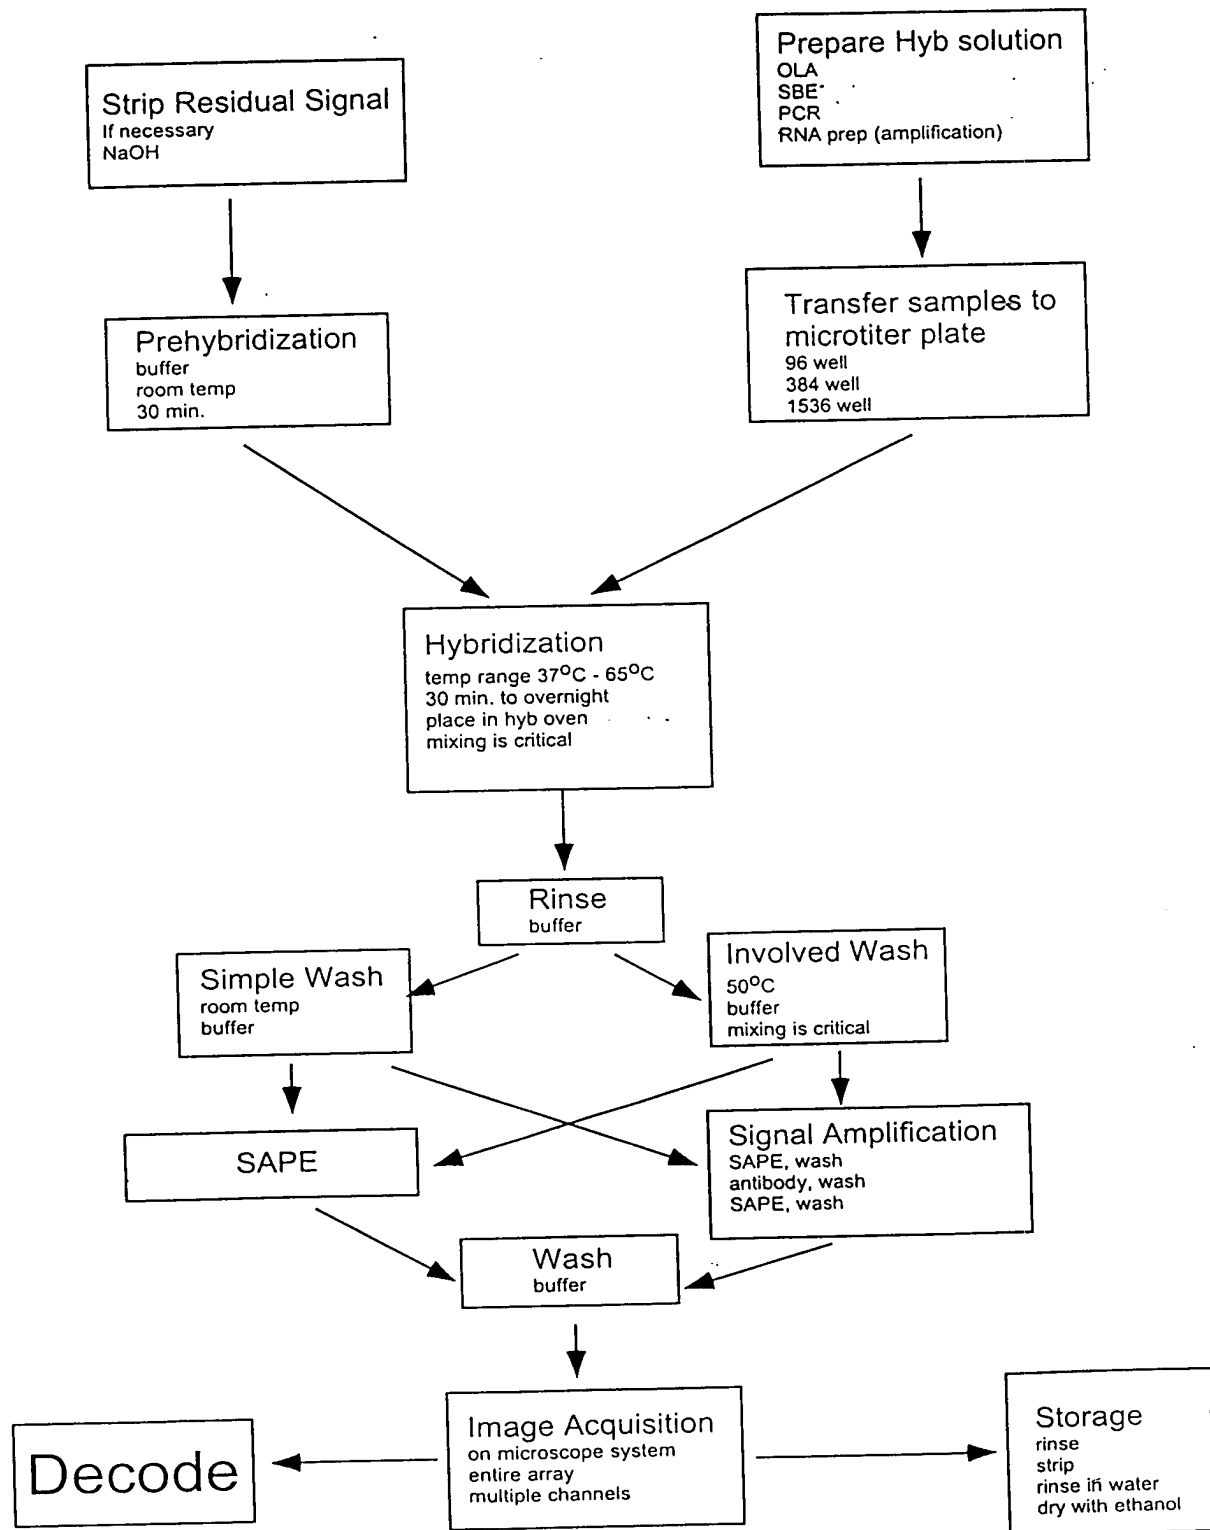 Strip Residual Signal
If necessary
NaOH
Prepare Hyb solution
OLA
SBE
PCR
RNA prep (amplification)
Prehybridization
buffer
room temp
30 min.
Transfer samples to
microtiter plate
96 well
384 well
1536 well
Hybridization
temp range 37°C - 65°C
30 min. to overnight
place in hyb oven
mixing is critical
Rinse
buffer
Simple Wash
room temp
buffer
Involved Wash
50°C
buffer
mixing is critical
SAPE
Signal Amplification
SAPE, wash
antibody, wash
SAPE, wash
Wash
buffer
Decode
Image Acquisition
on microscope system
entire array
multiple channels
Storage
rinse
strip
rinse in water
dry with ethanol